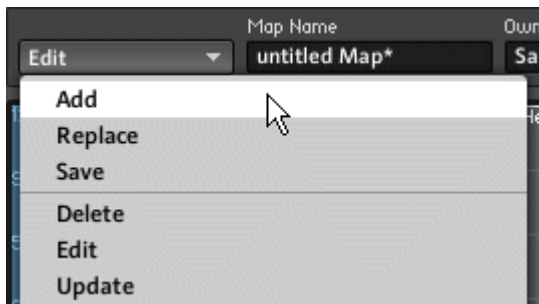 Map Name
Edit
untitled Map*
Add
Replace
Save
Delete
Edit
Update